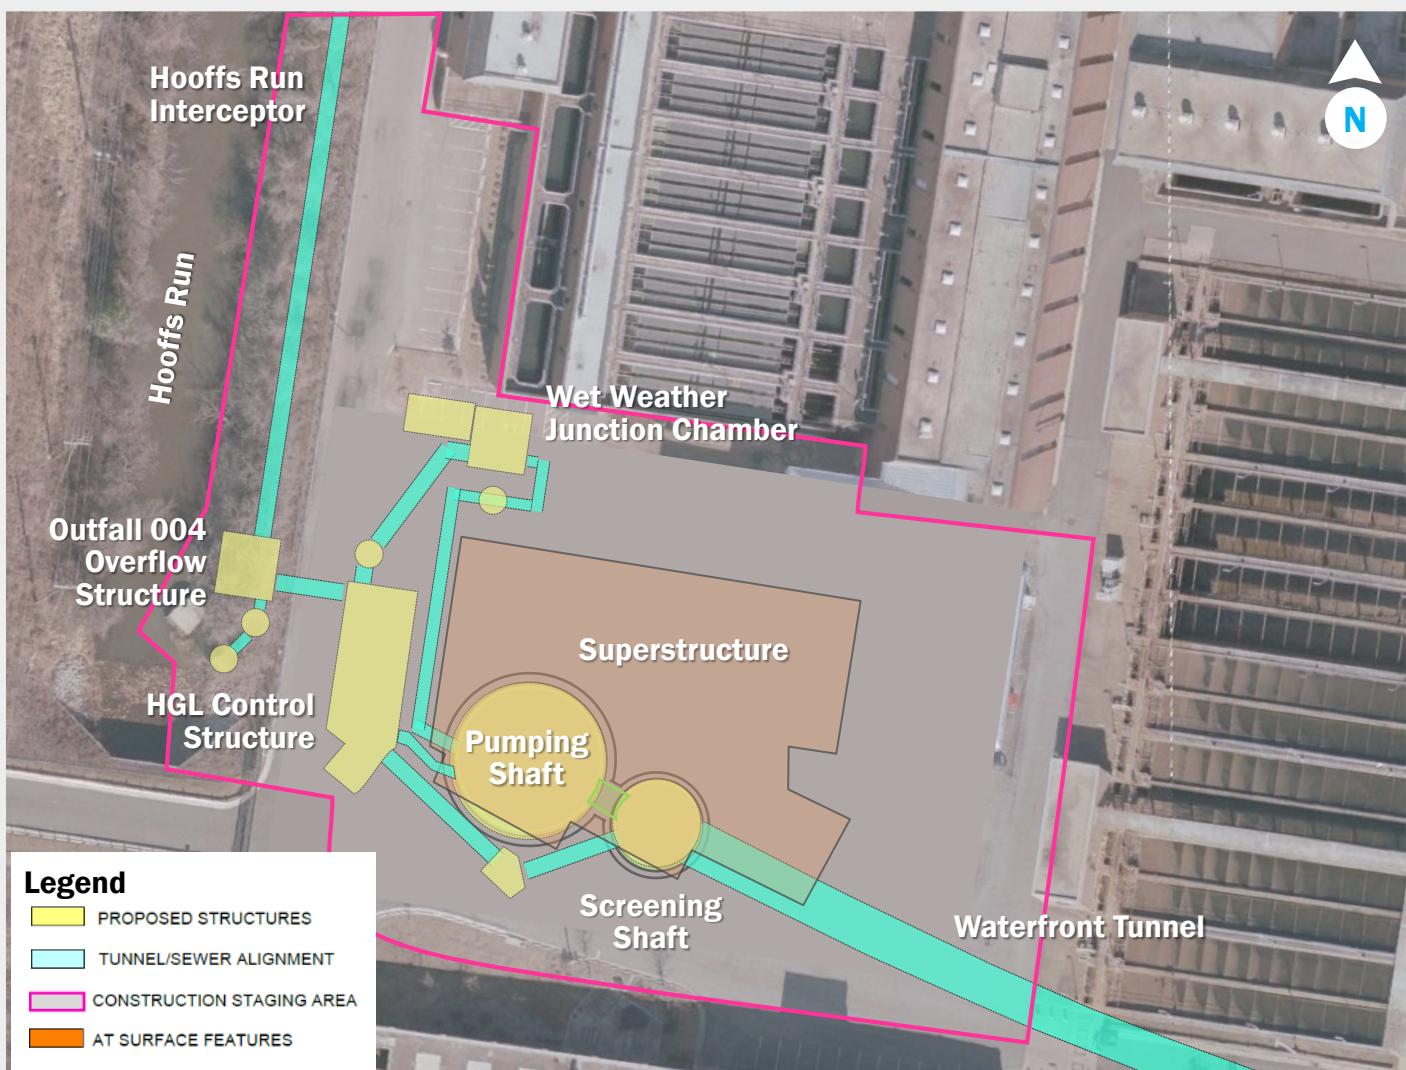 Hooffs Run
Interceptor
N
Hooffs Run
Wet Weather
Junction Chamber
Outfall 004
Overflow
Structure
Superstructure
HGL Control
Structure
Pumping
Shaft
Screening
Shaft
Waterfront Tunnel
Legend
PROPOSED STRUCTURES
TUNNEL/SEWER ALIGNMENT
CONSTRUCTION STAGING AREA
AT SURFACE FEATURES